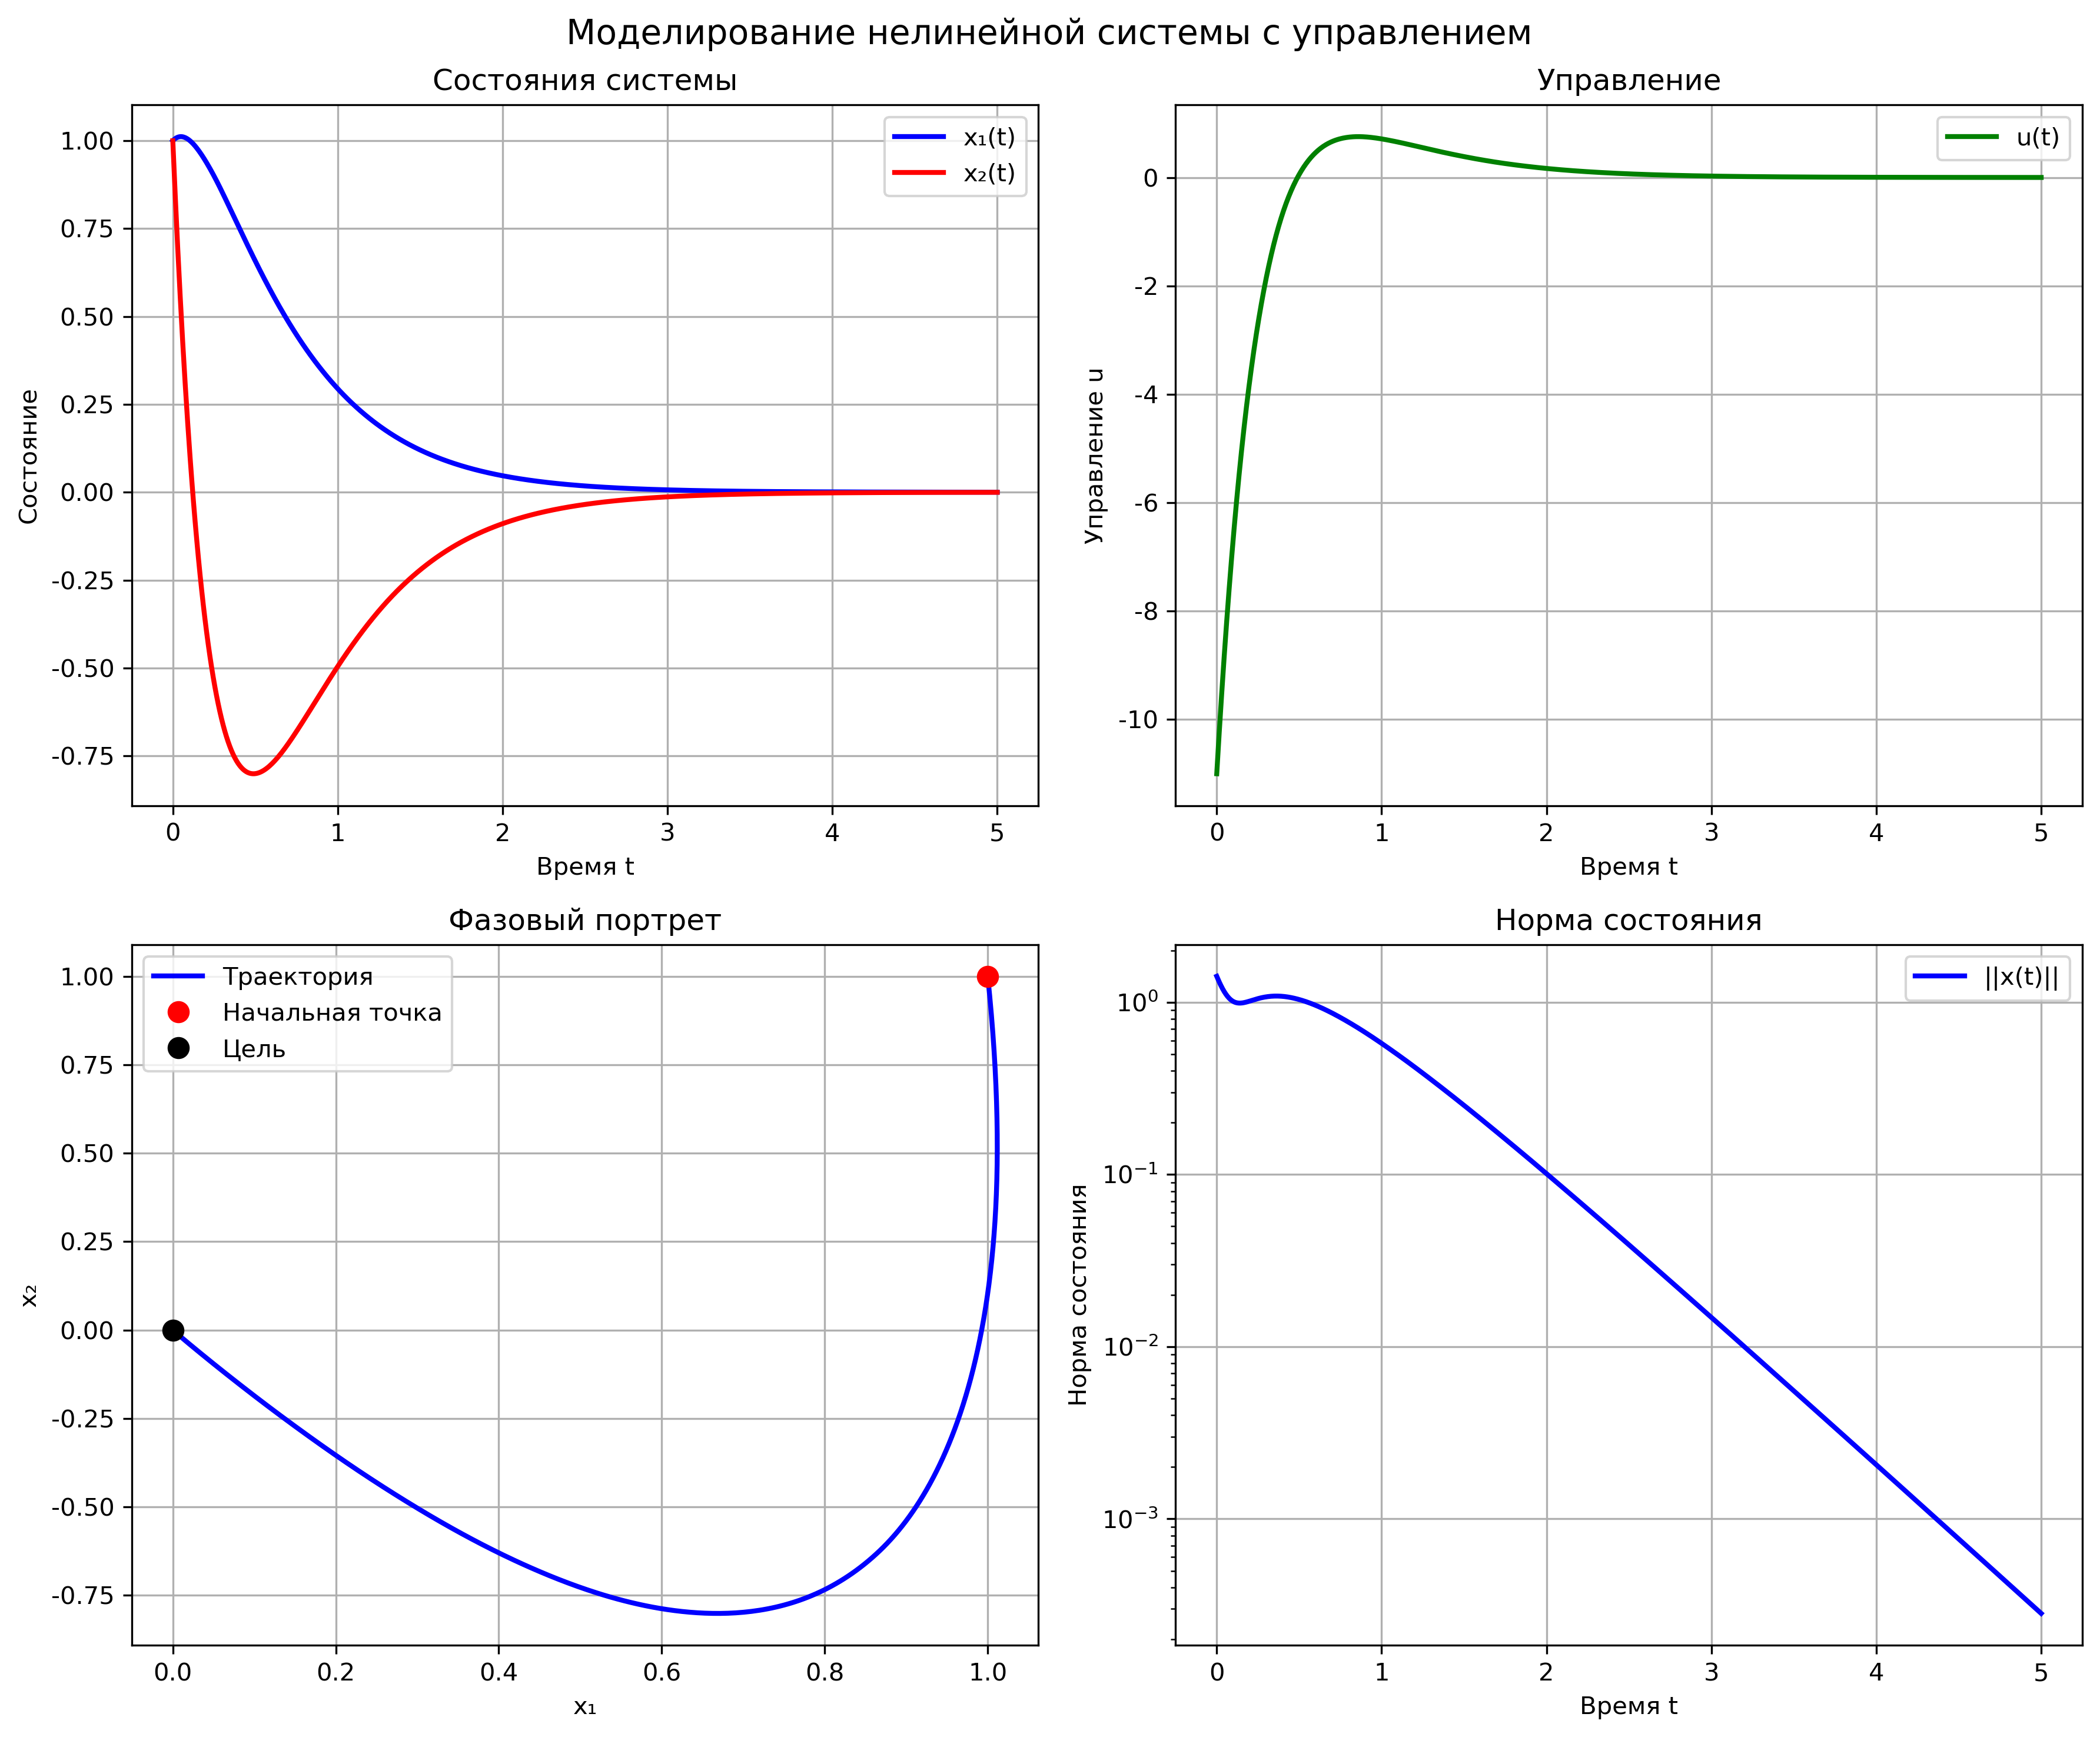 Моделирование нелинейной системы с управлением
Состояния системы
x₁(t)
x₂(t)
1.00
0.75
0.50
0.25
0.00
-0.25
-0.50
-0.75
Состояние
0 1 2 3 4 5
Время t
Управление
u(t)
0
-2
-4
-6
-8
-10
Управление u
0 1 2 3 4 5
Время t
Фазовый портрет
Траектория
Начальная точка
Цель
1.00
0.75
0.50
0.25
0.00
-0.25
-0.50
-0.75
x₂
0.0 0.2 0.4 0.6 0.8 1.0
x₁
Норма состояния
||x(t)||
10⁰
10⁻¹
10⁻²
10⁻³
Норма состояния
0 1 2 3 4 5
Время t